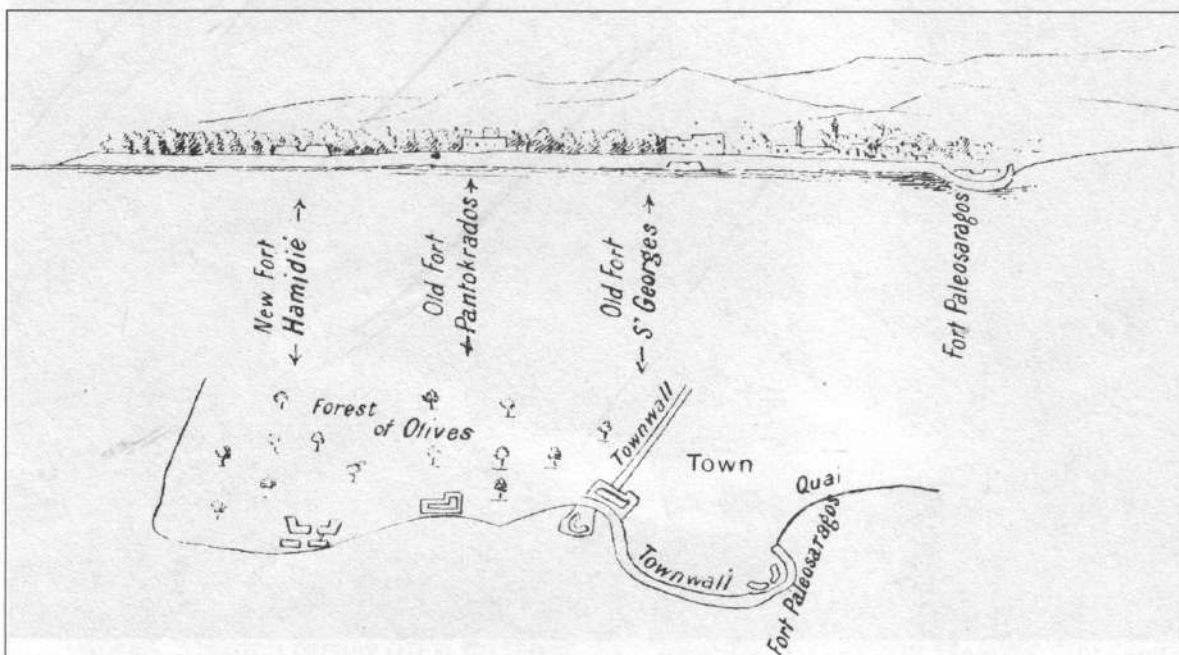 New Fort
Hamidié
Old Fort
Pantokrados
Old Fort
S' Georges
Fort Paleosaragos
Forest
of Olives
Townwall
Town
Quai
Townwall
Fort Paleosaragos